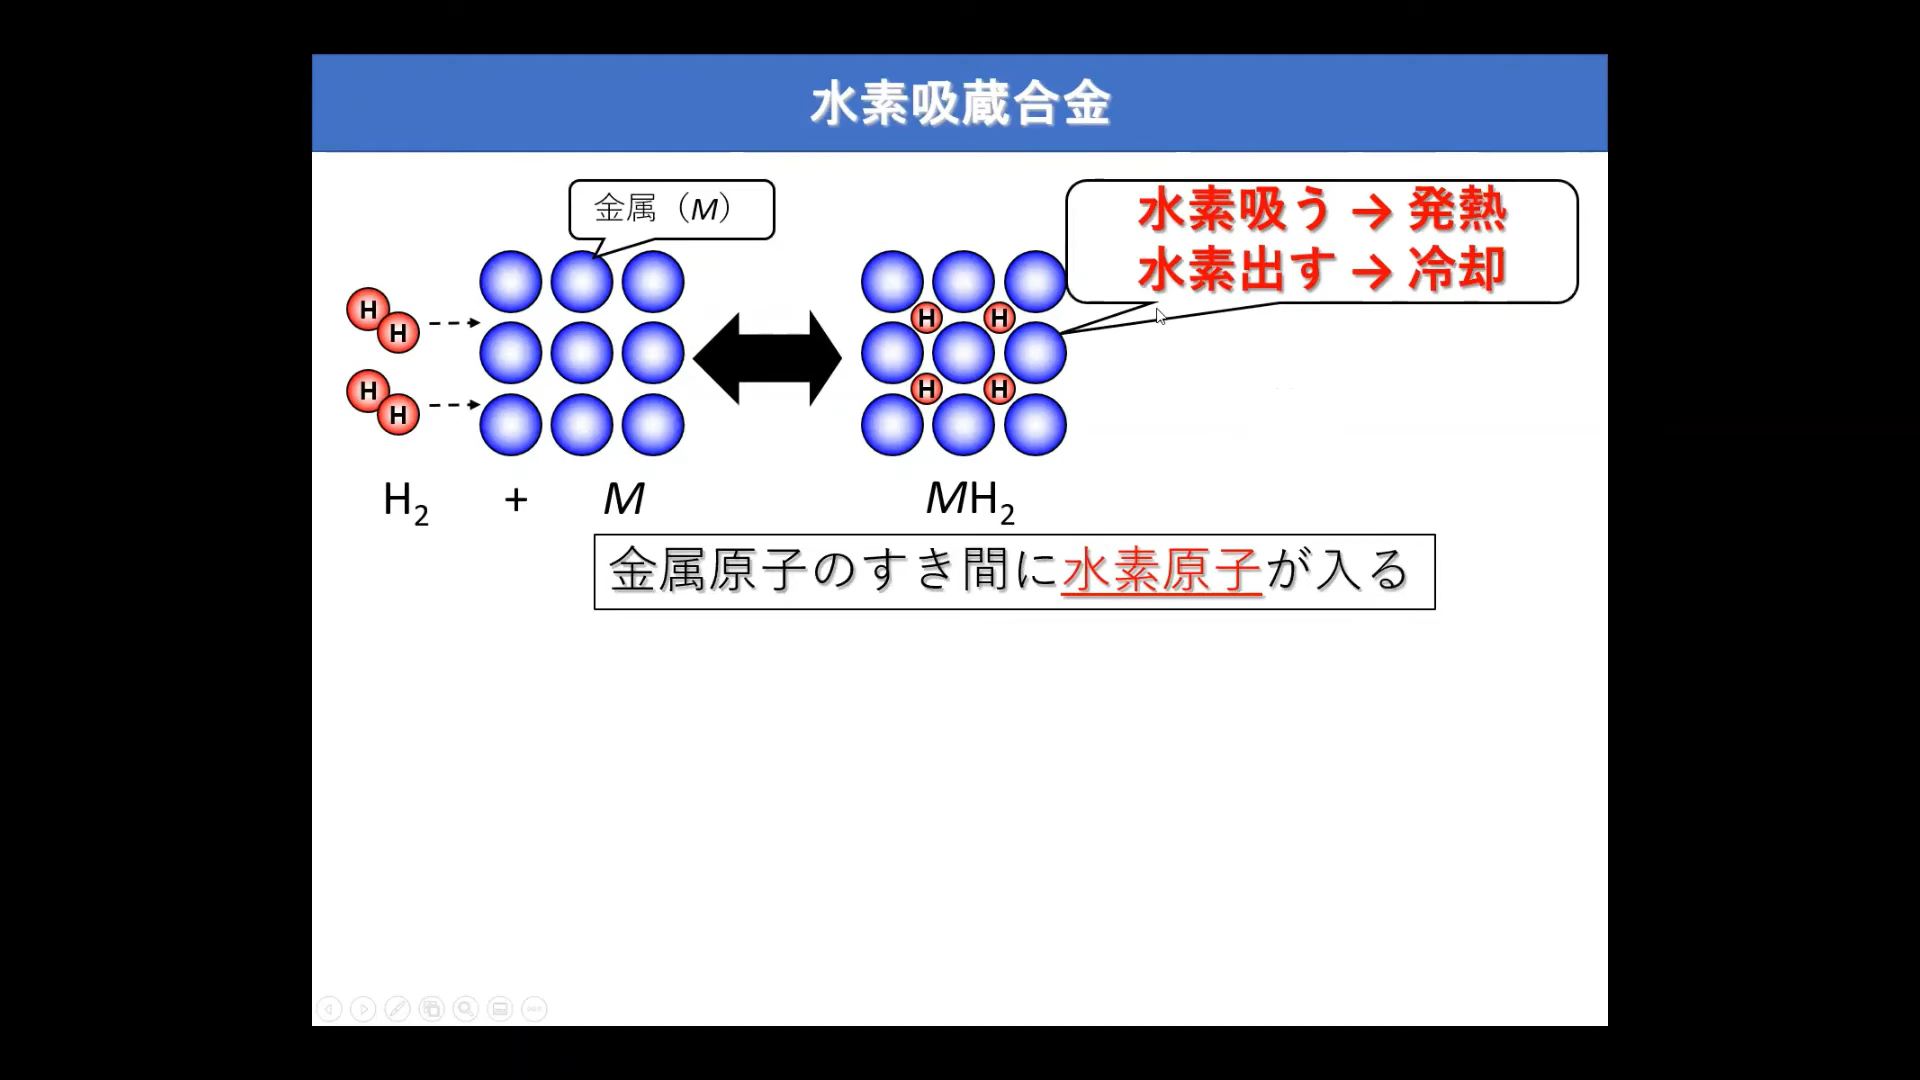 水素吸蔵合金
金属（M）
水素吸う → 発熱
水素出す → 冷却
H
H
H
H
H
H
H
H
H2 + M
MH2
金属原子のすき間に水素原子が入る